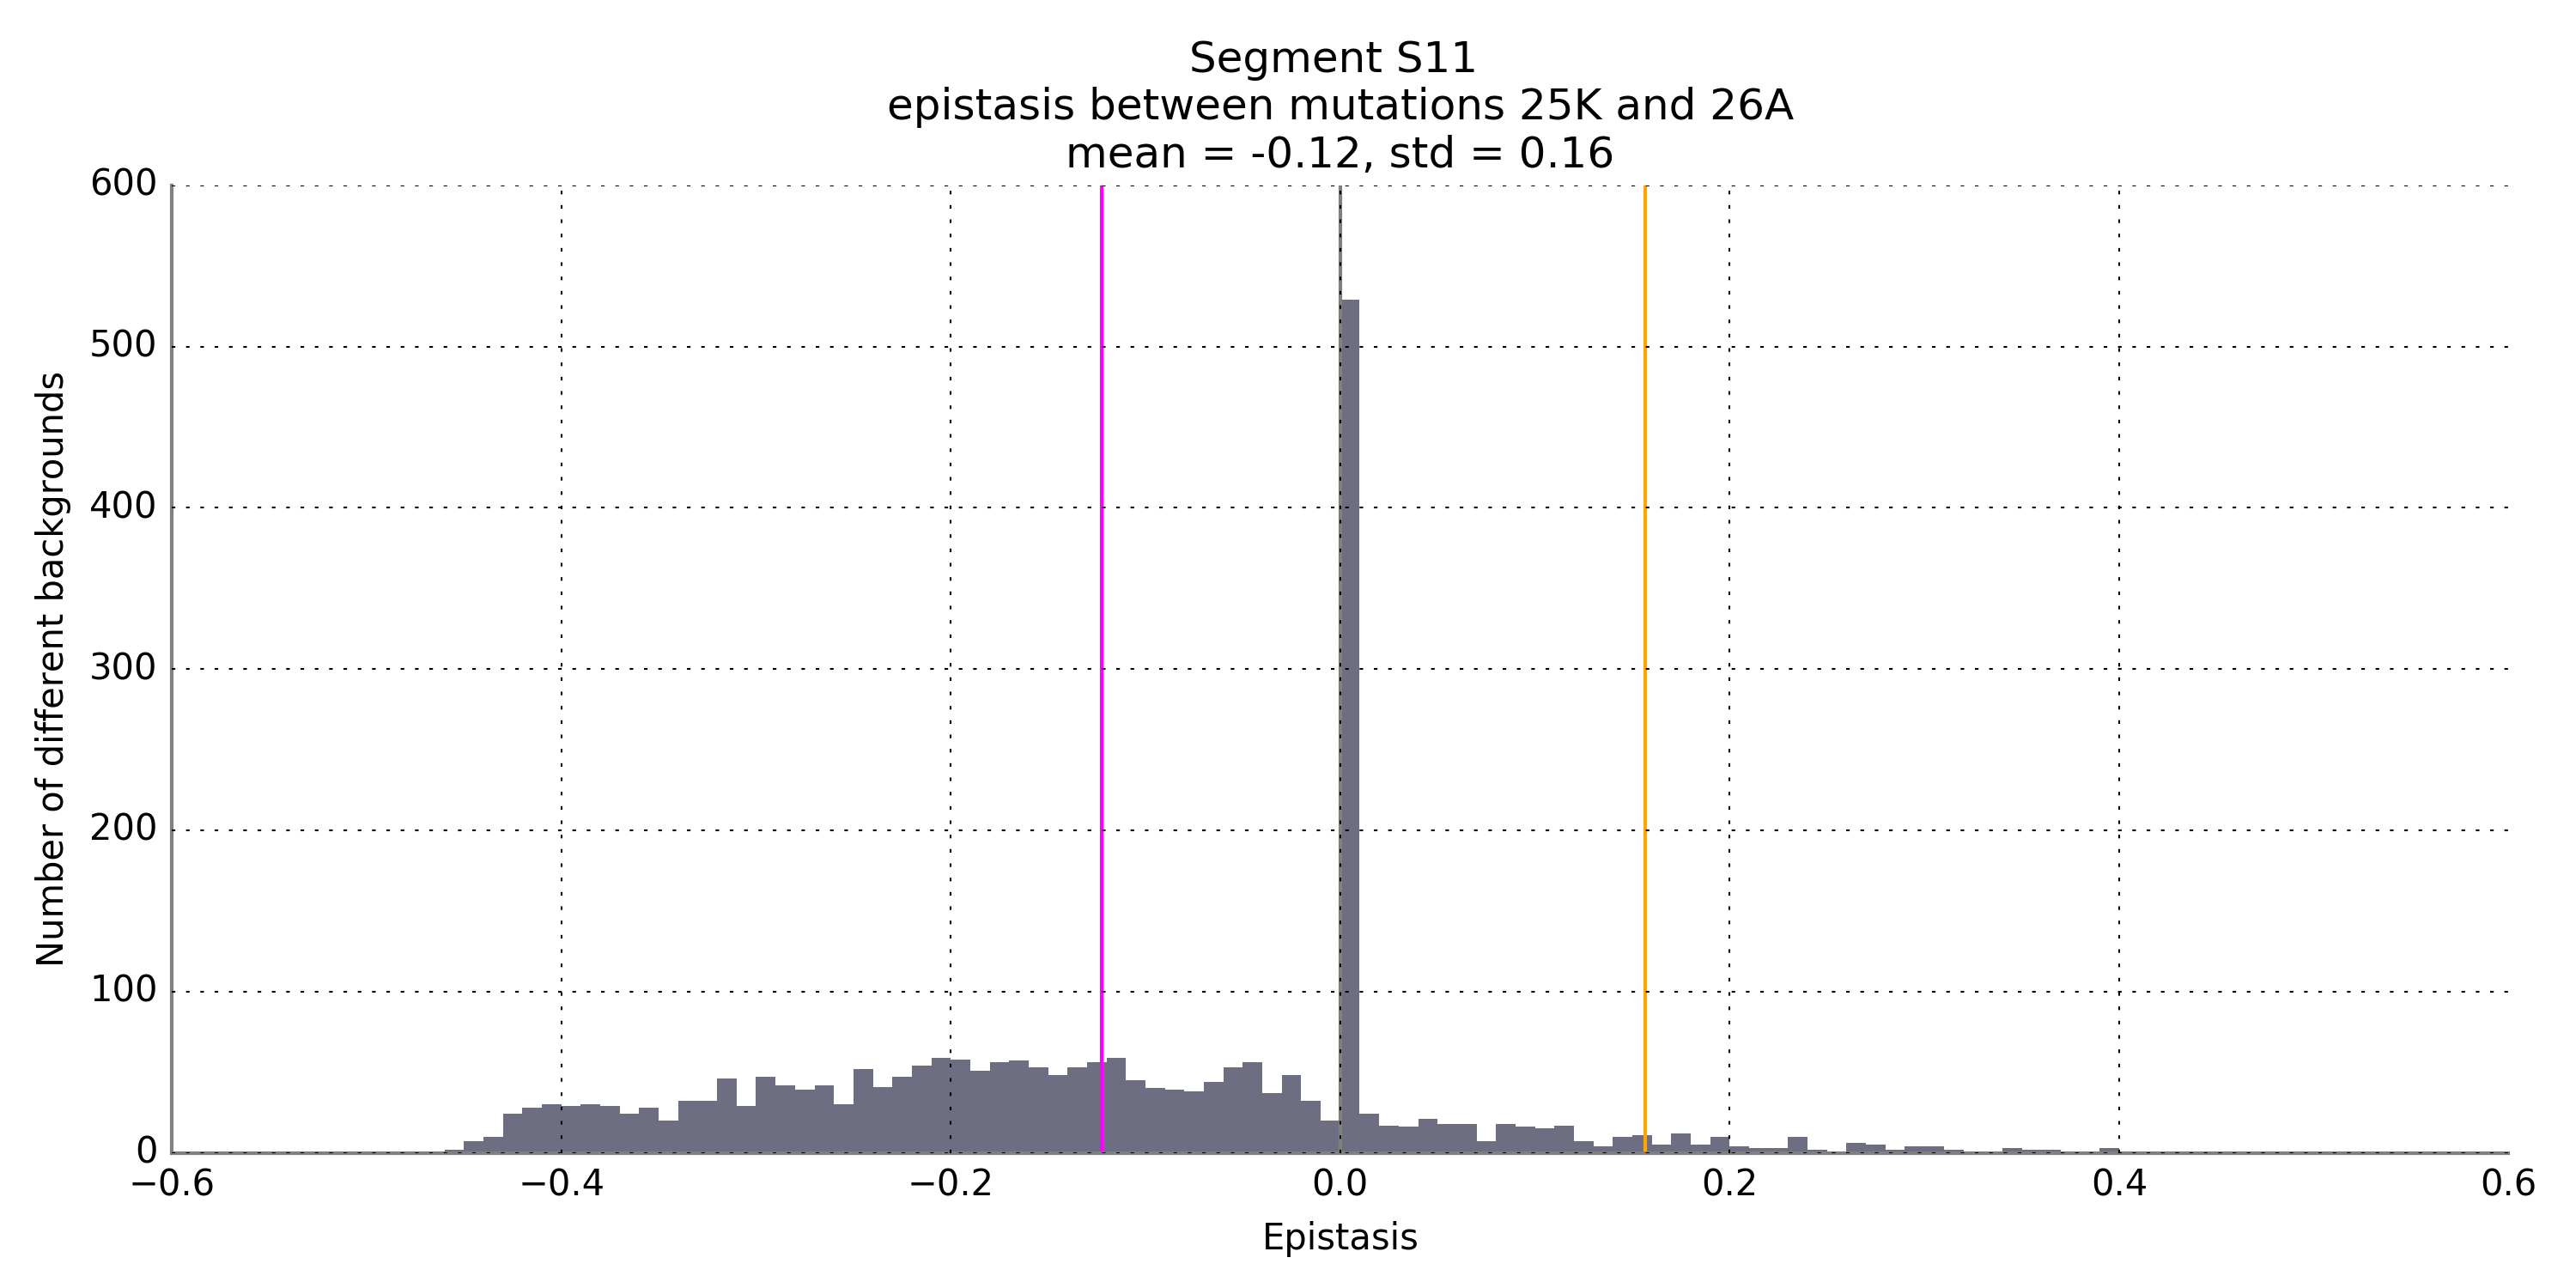 Segment S11
epistasis between mutations 25K and 26A
mean = -0.12, std = 0.16
600
500
400
300
200
100
0
Number of different backgrounds
−0.6 −0.4 −0.2 0.0 0.2 0.4 0.6
Epistasis